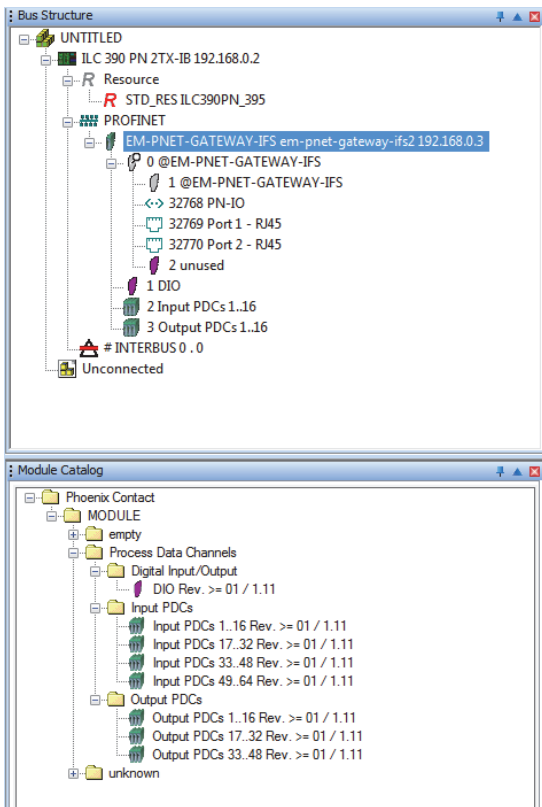 Bus Structure
UNTITLED
ILC 390 PN 2TX-IB 192.168.0.2
R Resource
R STD_RES ILC390PN_395
PROFINET
EM-PNET-GATEWAY-IFS em-pnet-gateway-ifs2 192.168.0.3
0 @EM-PNET-GATEWAY-IFS
1 @EM-PNET-GATEWAY-IFS
32768 PN-IO
32769 Port 1 - RJ45
32770 Port 2 - RJ45
2 unused
1 DIO
2 Input PDCs 1..16
3 Output PDCs 1..16
# INTERBUS 0 . 0
Unconnected
Module Catalog
Phoenix Contact
MODULE
empty
Process Data Channels
Digital Input/Output
DIO Rev. >= 01 / 1.11
Input PDCs
Input PDCs 1..16 Rev. >= 01 / 1.11
Input PDCs 17..32 Rev. >= 01 / 1.11
Input PDCs 33..48 Rev. >= 01 / 1.11
Input PDCs 49..64 Rev. >= 01 / 1.11
Output PDCs
Output PDCs 1..16 Rev. >= 01 / 1.11
Output PDCs 17..32 Rev. >= 01 / 1.11
Output PDCs 33..48 Rev. >= 01 / 1.11
unknown